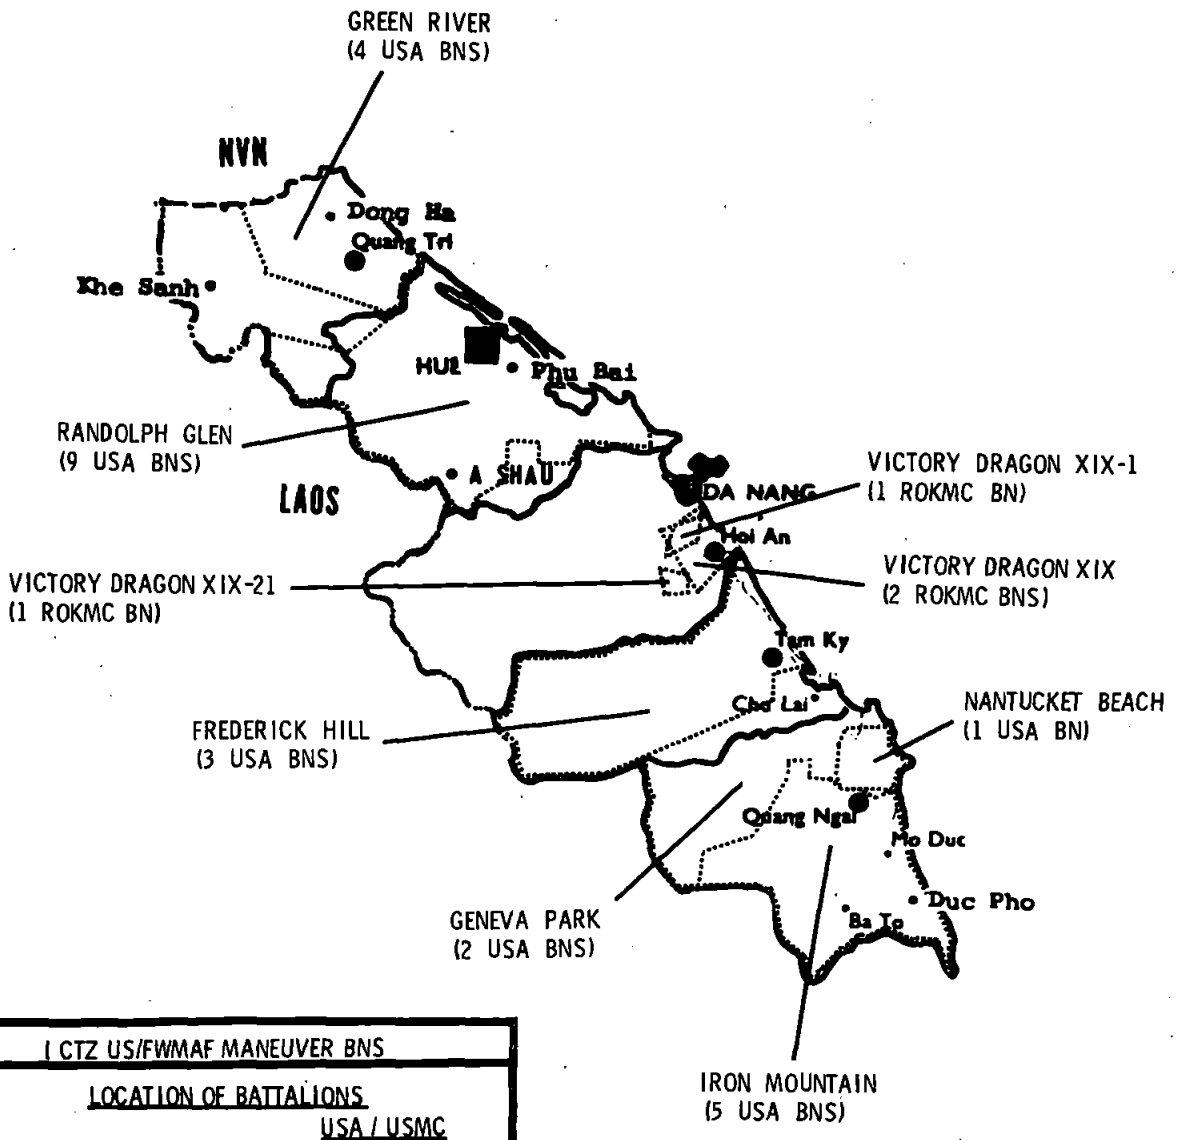 GREEN RIVER
(4 USA BNS)
NVN
Dong Ha
Quang Tri
Khe Sanh
HUE
Phu Bai
RANDOLPH GLEN
(9 USA BNS)
A SHAU
LAOS
DA NANG
VICTORY DRAGON XIX-1
(1 ROKMC BN)
Hoi An
VICTORY DRAGON XIX
(2 ROKMC BNS)
VICTORY DRAGON XIX-21
(1 ROKMC BN)
Tam Ky
Chu Lai
NANTUCKET BEACH
(1 USA BN)
FREDERICK HILL
(3 USA BNS)
Quang Ngai
Mo Duc
Duc Pho
Ba To
GENEVA PARK
(2 USA BNS)
IRON MOUNTAIN
(5 USA BNS)
I CTZ US/FWMAF MANEUVER BNS
LOCATION OF BATTALIONS
USA / USMC